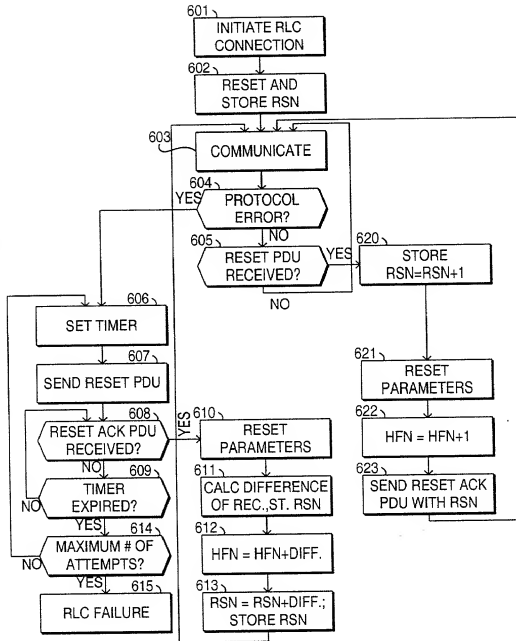 601
INITIATE RLC
CONNECTION
602
RESET AND
STORE RSN
603
COMMUNICATE
604
YES
PROTOCOL
ERROR?
NO
605
RESET PDU
RECEIVED?
YES
NO
620
STORE
RSN=RSN+1
621
RESET
PARAMETERS
622
HFN = HFN+1
623
SEND RESET ACK
PDU WITH RSN
606
SET TIMER
607
SEND RESET PDU
608
RESET ACK PDU
RECEIVED?
YES
NO
609
TIMER
EXPIRED?
NO
YES
614
MAXIMUM # OF
ATTEMPTS?
NO
YES
615
RLC FAILURE
610
RESET
PARAMETERS
611
CALC DIFFERENCE
OF REC.,ST. RSN
612
HFN = HFN+DIFF.
613
RSN = RSN+DIFF.;
STORE RSN